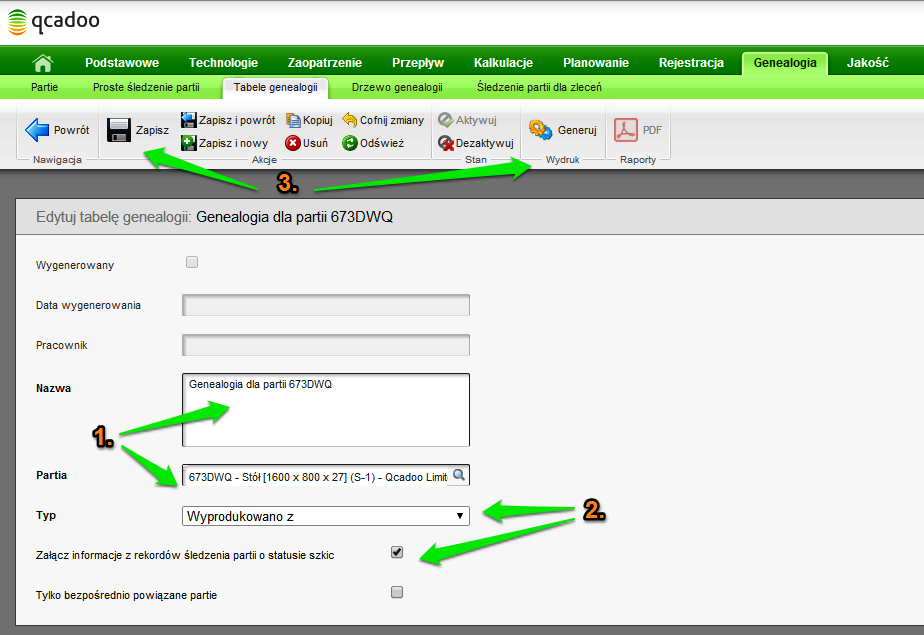 qcadoo
Podstawowe Technologie Zaopatrzenie Przepływ Kalkulacje Planowanie Rejestracja Genealogia Jakość
Partie Proste śledzenie partii Tabele genealogii Drzewo genealogii Śledzenie partii dla zleceń
Powrót Zapisz Zapisz i powrót Kopiuj Cofnij zmiany Aktywuj Generuj PDF
Zapisz i nowy Usuń Odśwież Dezaktywuj
Nawigacja Akcje Stan Wydruk Raporty
3.
Edytuj tabelę genealogii: Genealogia dla partii 673DWQ
Wygenerowany
Data wygenerowania
Pracownik
Nazwa Genealogia dla partii 673DWQ
1.
Partia 673DWQ - Stół [1600 x 800 x 27] (S-1) - Qcadoo Limit
Typ Wyprodukowano z
2.
Załącz informacje z rekordów śledzenia partii o statusie szkic
Tylko bezpośrednio powiązane partie